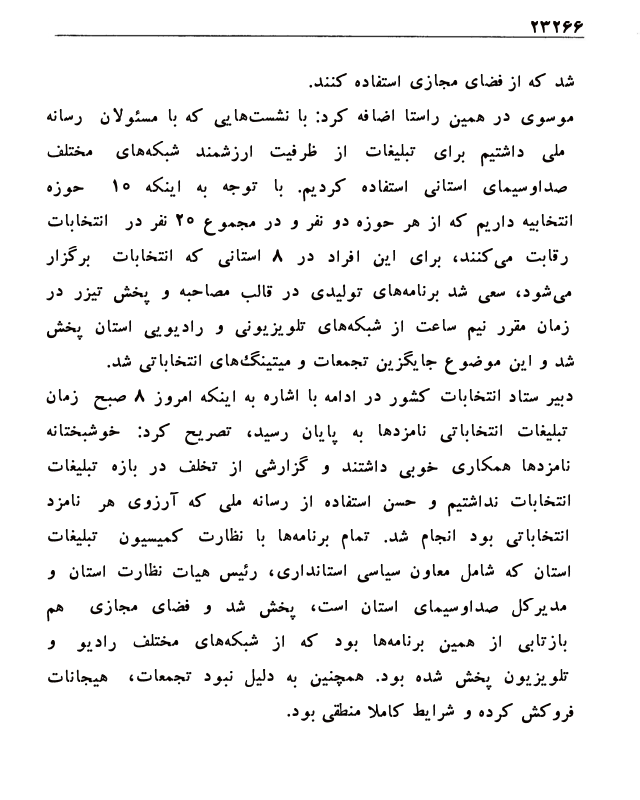 ۲۳۲۶۶
شد که از فضای مجازی استفاده کنند.
موسوی در همین راستا اضافه کرد: با نشست‌هایی که با مسئولان رسانه
ملی داشتیم برای تبلیغات از ظرفیت ارزشمند شبکه‌های مختلف
صداوسیمای استانی استفاده کردیم. با توجه به اینکه ۱۰ حوزه
انتخابیه داریم که از هر حوزه دو نفر و در مجموع ۲۰ نفر در انتخابات
رقابت می‌کنند، برای این افراد در ۸ استانی که انتخابات برگزار
می‌شود، سعی شد برنامه‌های تولیدی در قالب مصاحبه و پخش تیزر در
زمان مقرر نیم ساعت از شبکه‌های تلویزیونی و رادیویی استان پخش
شد و این موضوع جایگزین تجمعات و میتینگ‌های انتخاباتی شد.
دبیر ستاد انتخابات کشور در ادامه با اشاره به اینکه امروز ۸ صبح زمان
تبلیغات انتخاباتی نامزدها به پایان رسید، تصریح کرد: خوشبختانه
نامزدها همکاری خوبی داشتند و گزارشی از تخلف در بازه تبلیغات
انتخابات نداشتیم و حسن استفاده از رسانه ملی که آرزوی هر نامزد
انتخاباتی بود انجام شد. تمام برنامه‌ها با نظارت کمیسیون تبلیغات
استان که شامل معاون سیاسی استانداری، رئیس هیات نظارت استان و
مدیرکل صداوسیمای استان است، پخش شد و فضای مجازی هم
بازتابی از همین برنامه‌ها بود که از شبکه‌های مختلف رادیو و
تلویزیون پخش شده بود. همچنین به دلیل نبود تجمعات، هیجانات
فروکش کرده و شرایط کاملا منطقی بود.